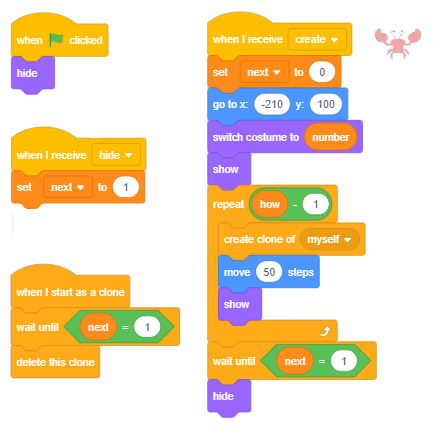 when clicked
hide
when I receive hide
set next to 1
when I start as a clone
wait until next = 1
delete this clone
when I receive create
set next to 0
go to x: -210 y: 100
switch costume to number
show
repeat how - 1
create clone of myself
move 50 steps
show
wait until next = 1
hide